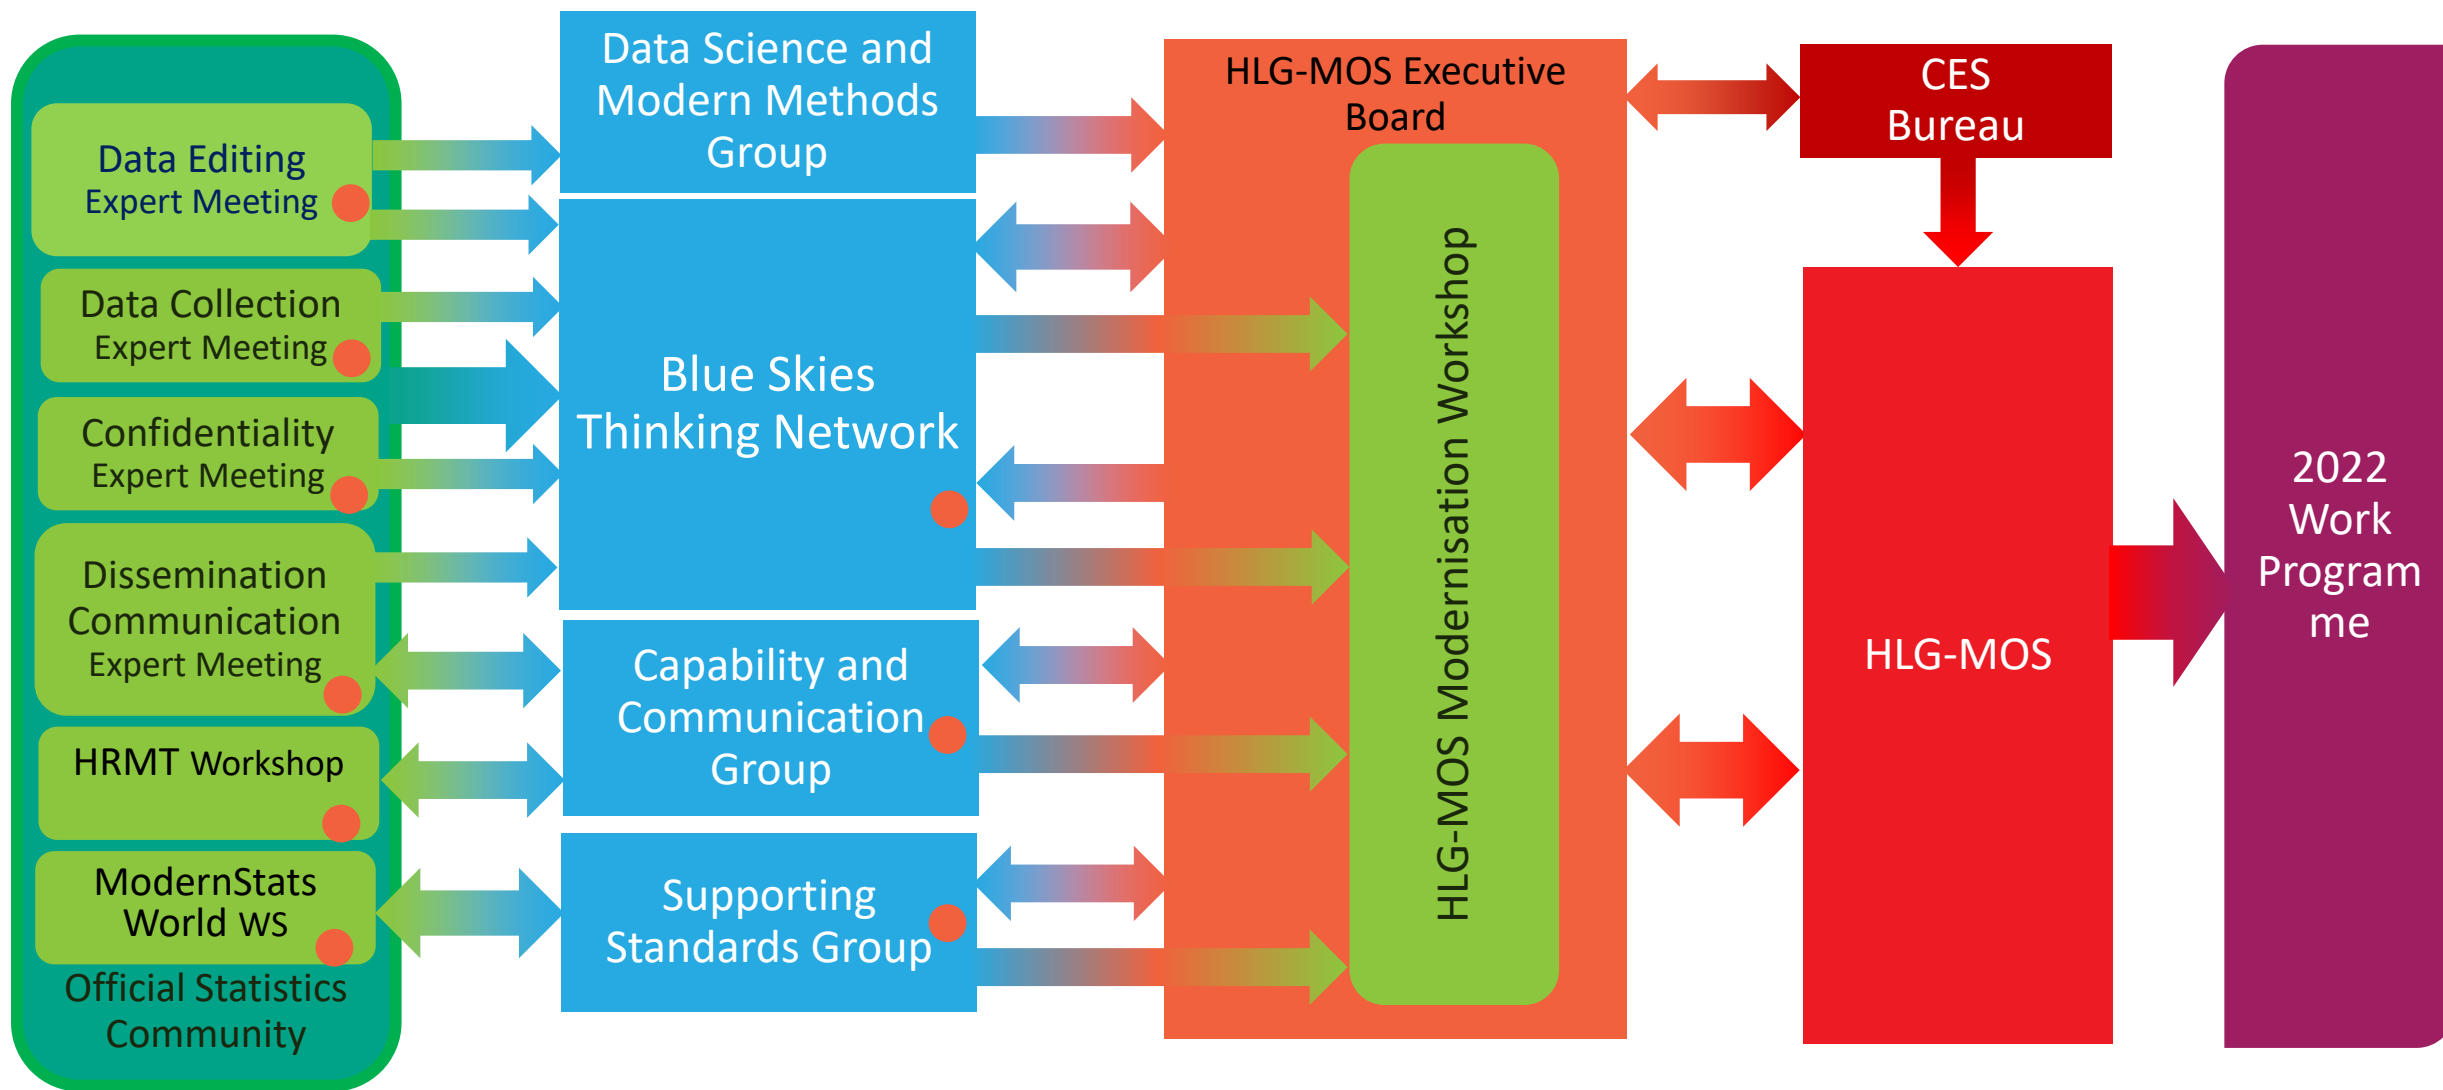 Data Editing
Expert Meeting
Data Collection
Expert Meeting
Confidentiality
Expert Meeting
Dissemination
Communication
Expert Meeting
HRMT Workshop
ModernStats
World WS
Official Statistics
Community
Data Science and
Modern Methods
Group
Blue Skies
Thinking Network
Capability and
Communication
Group
Supporting
Standards Group
HLG-MOS Executive
Board
HLG-MOS Modernisation Workshop
CES
Bureau
HLG-MOS
2022
Work
Program
me